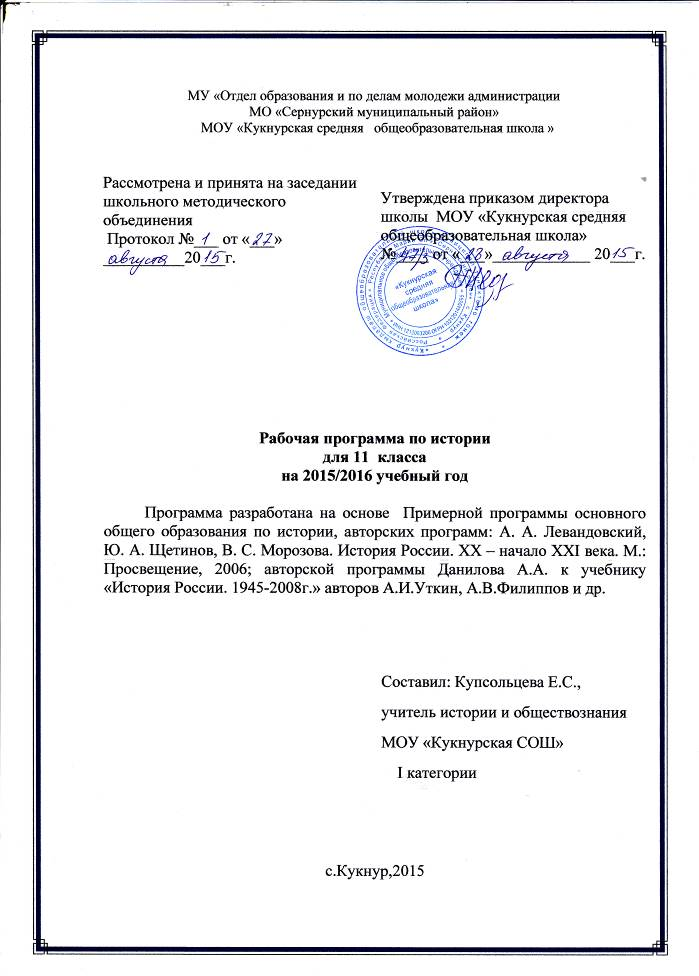 МУ «Отдел образования и по делам молодежи администрации
МО «Сернурский муниципальный район»
МОУ «Кукнурская средняя общеобразовательная школа »
Рассмотрена и принята на заседании
школьного методического
объединения
Протокол № 1 от « 27 »
августа 2015 г.
Утверждена приказом директора
школы МОУ «Кукнурская средняя
общеобразовательная школа»
№ от « 28 » августа 2015 г.
«Кукнурская
средняя
общеобразовательная
школа»
Рабочая программа по истории
для 11 класса
на 2015/2016 учебный год
Программа разработана на основе Примерной программы основного
общего образования по истории, авторских программ: А. А. Левандовский,
Ю. А. Щетинов, В. С. Морозова. История России. XX – начало XXI века. М.:
Просвещение, 2006; авторской программы Данилова А.А. к учебнику
«История России. 1945-2008г.» авторов А.И.Уткин, А.В.Филиппов и др.
Составил: Купсольцева Е.С.,
учитель истории и обществознания
МОУ «Кукнурская СОШ»
I категории
с.Кукнур,2015